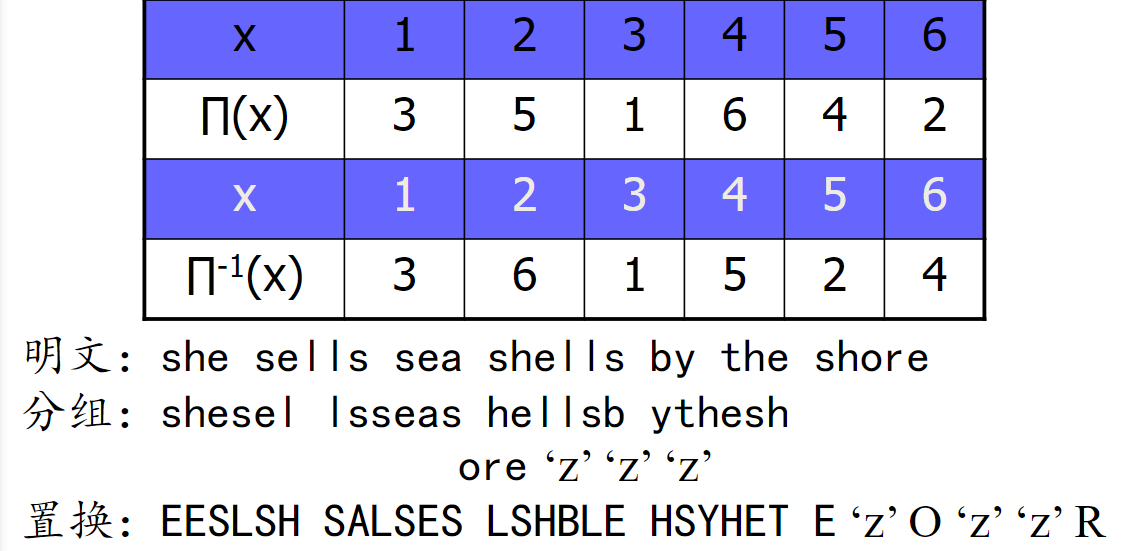 x 1 2 3 4 5 6
∏(x) 3 5 1 6 4 2
x 1 2 3 4 5 6
∏⁻¹(x) 3 6 1 5 2 4
明文：she sells sea shells by the shore
分组：shesel lsseas hellsb ythesh
ore ‘z’ ‘z’ ‘z’
置换：EESLSH SALSES LSHBLE HSYHET E ‘z’ O ‘z’ ‘z’ R